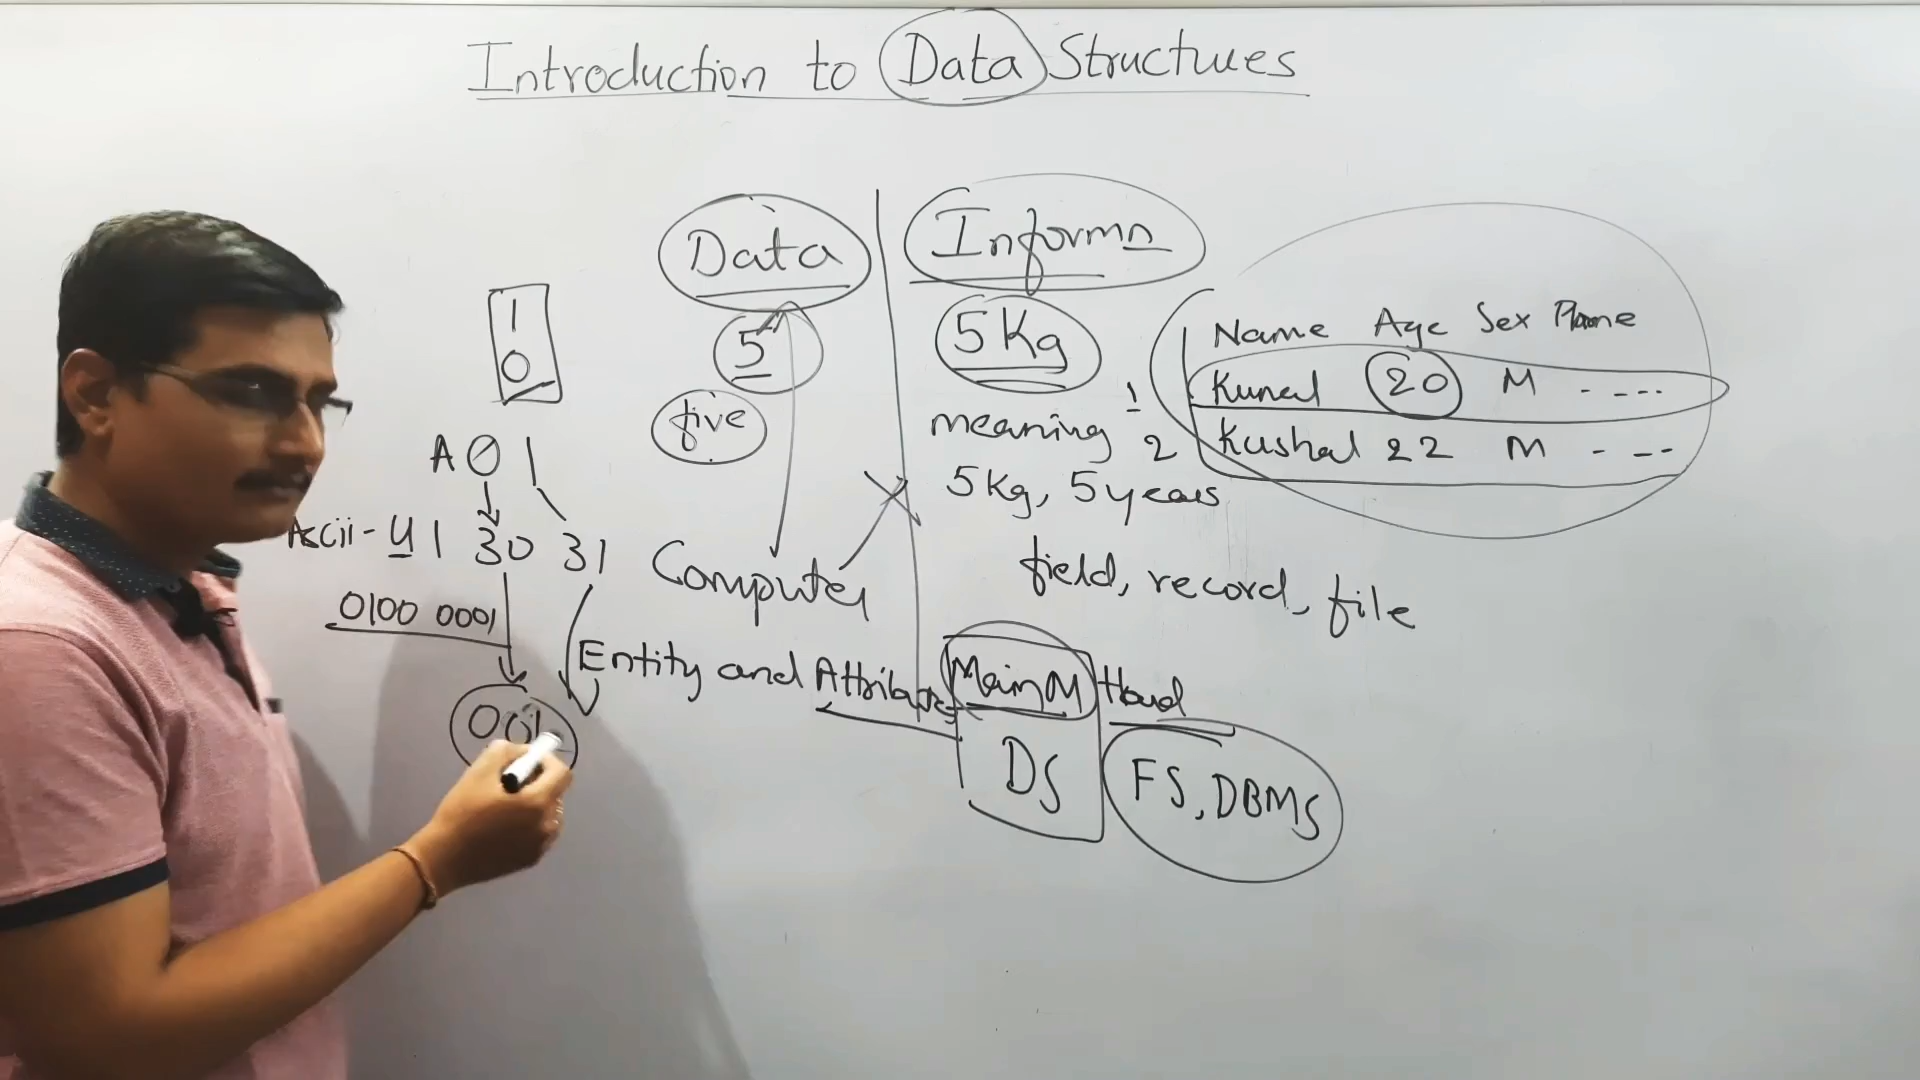 Introduction to Data Structures
Data
Informn
1
0
5
5 Kg
five
meaning
5 kg, 5 years
Name Age Sex Phone
1 Kunal 20 M - ----
2 Kushal 22 M - ---
A 0 1
Ascii - 41 30 31
0100 0001
Computer
field, record, file
Entity and Attributes
Main M
Hard
DS
FS, DBMS